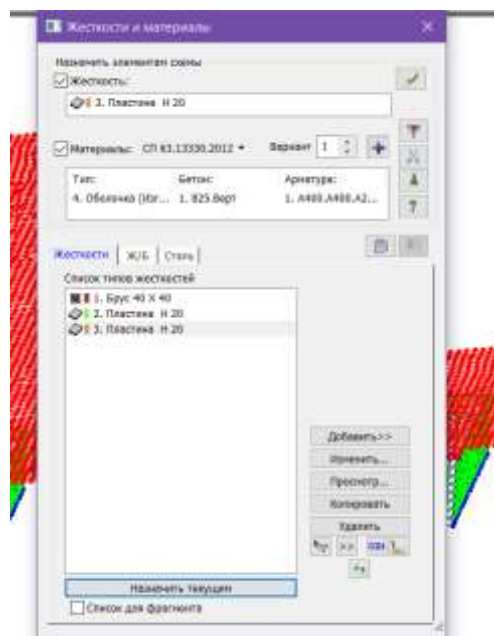 Жесткости и материалы
Назначить элементам схемы
Жесткость:
3. Пластина Н 20
Материалы: СП 63.13330.2012 Вариант 1
Тип: Бетон: Арматура:
4. Оболочка (Изг... 1. B25.Верт 1. A400.A400.A2...
Жесткости Ж/Б Сталь
Список типов жесткостей
1. Брус 40 X 40
2. Пластина Н 20
3. Пластина Н 20
Добавить>>
Изменить...
Просмотр...
Копировать
Удалить
>>
Назначить текущим
Список для фрагмента